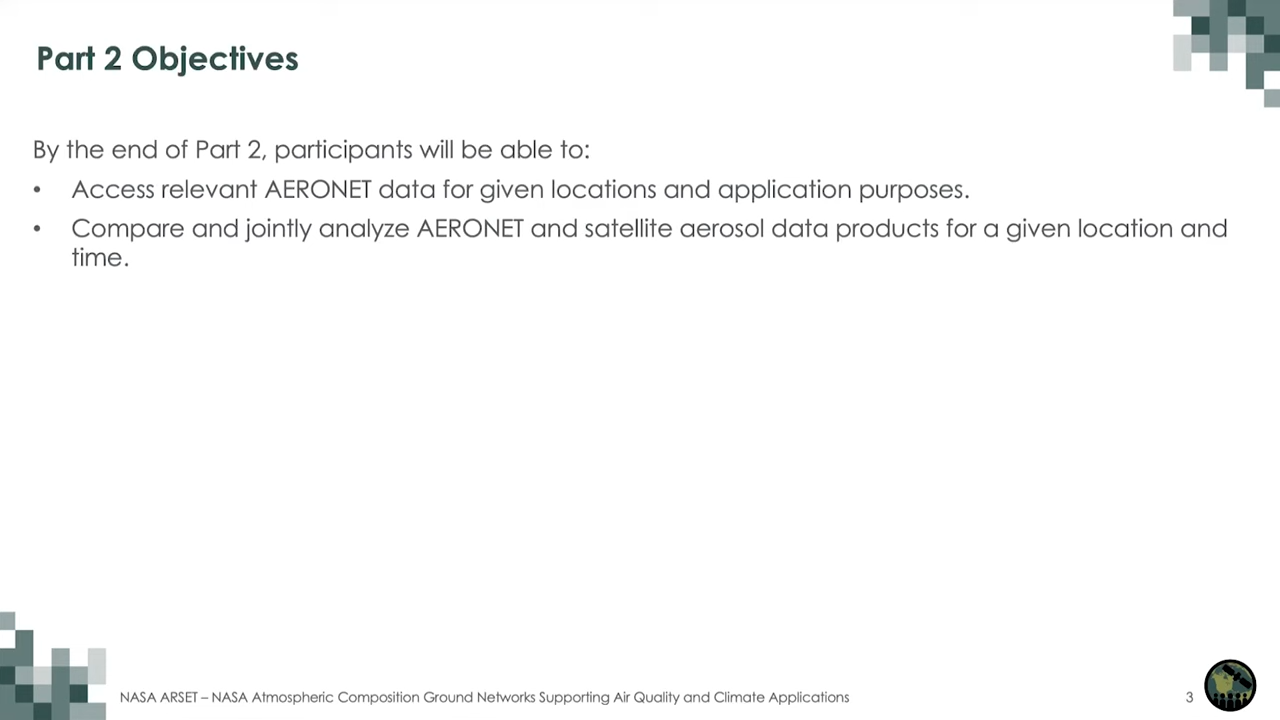 Part 2 Objectives
By the end of Part 2, participants will be able to:
• Access relevant AERONET data for given locations and application purposes.
• Compare and jointly analyze AERONET and satellite aerosol data products for a given location and
time.
NASA ARSET – NASA Atmospheric Composition Ground Networks Supporting Air Quality and Climate Applications
3